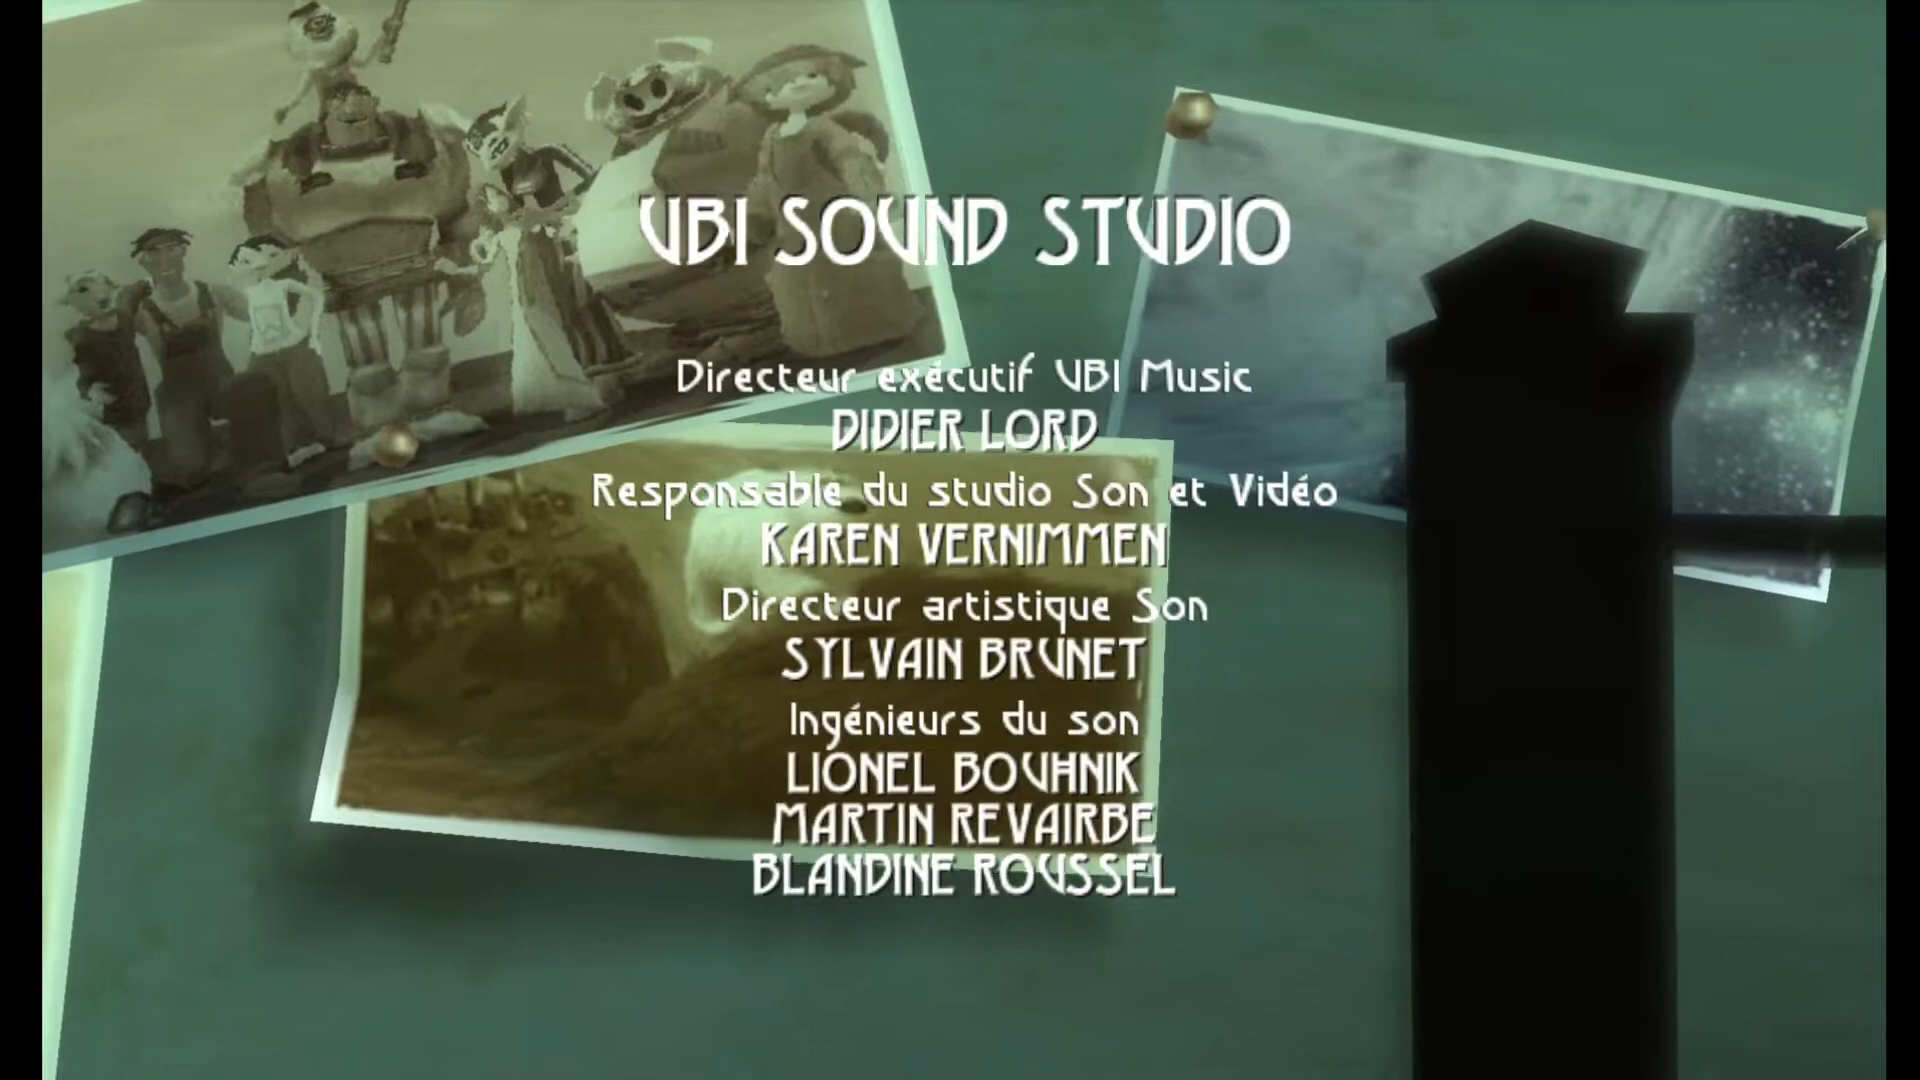 UBI SOUND STUDIO
Directeur exécutif UBI Music
DIDIER LORD
Responsable du studio Son et Vidéo
KAREN VERNIMMEN
Directeur artistique Son
SYLVAIN BRUNET
Ingénieurs du son
LIONEL BOUHNIK
MARTIN REVAIRBE
BLANDINE ROUSSEL